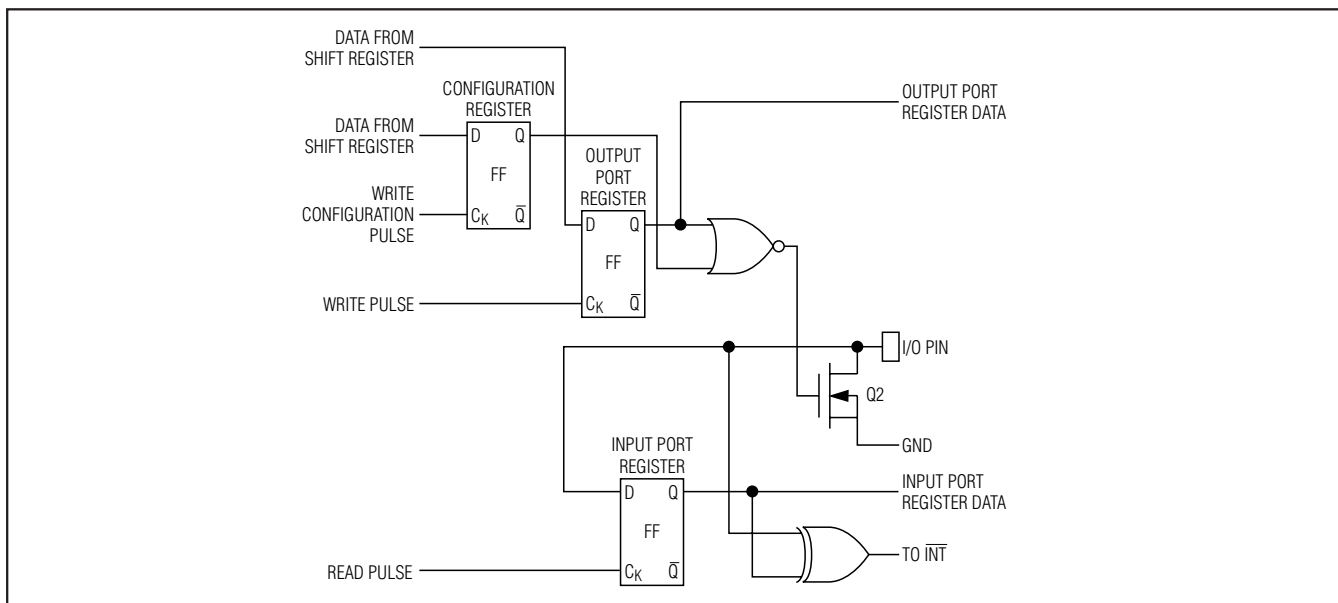 DATA FROM
SHIFT REGISTER
CONFIGURATION
REGISTER
DATA FROM
SHIFT REGISTER
D Q
FF
CK Q̅
WRITE
CONFIGURATION
PULSE
OUTPUT
PORT
REGISTER
D Q
FF
CK Q̅
WRITE PULSE
OUTPUT PORT
REGISTER DATA
I/O PIN
Q2
GND
INPUT PORT
REGISTER
D Q
FF
CK Q̅
READ PULSE
INPUT PORT
REGISTER DATA
TO I̅N̅T̅